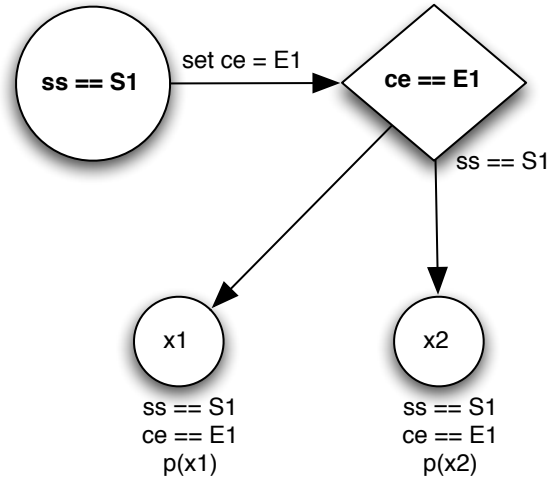 ss == S1
set ce = E1
ce == E1
ss == S1
x1
x2
ss == S1
ce == E1
p(x1)
ss == S1
ce == E1
p(x2)